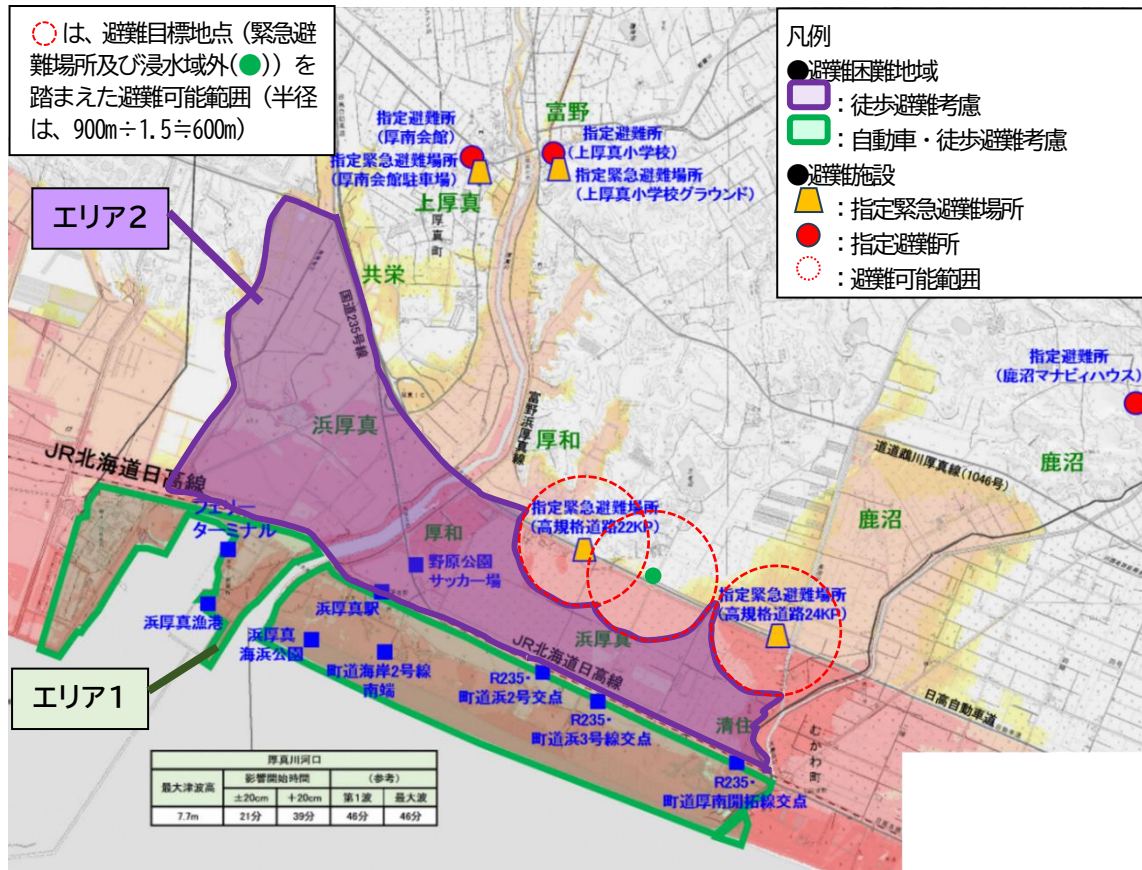 ○は、避難目標地点（緊急避
難場所及び浸水域外(●)）を
踏まえた避難可能範囲（半径
は、900m÷1.5≒600m）
凡例
●避難困難地域
：徒歩避難考慮
：自動車・徒歩避難考慮
●避難施設
：指定緊急避難場所
：指定避難所
：避難可能範囲
エリア2
エリア1
指定避難所
（厚南会館）
指定緊急避難場所
（厚南会館駐車場）
富野
指定避難所
（上厚真小学校）
指定緊急避難場所
（上厚真小学校グラウンド）
上厚真
厚真町
共栄
国道235号線
浜厚真
富野浜厚真線
厚和
指定避難所
（鹿沼マナビィハウス）
道道鵡川厚真線(1046号)
鹿沼
鹿沼
JR北海道日高線
フェリー
ターミナル
浜厚真漁港
厚和
野原公園
サッカー場
浜厚真駅
浜厚真
海浜公園
町道海岸2号線
南端
指定緊急避難場所
（高規格道路22KP）
指定緊急避難場所
（高規格道路24KP）
浜厚真
JR北海道日高線
R235・
町道浜2号交点
R235・
町道浜3号線交点
清住
R235・
町道厚南開拓線交点
むかわ町
日高自動車道
厚真川河口
最大津波高
影響開始時間
（参考）
±20cm
+20cm
第1波
最大波
7.7m
21分
39分
46分
46分